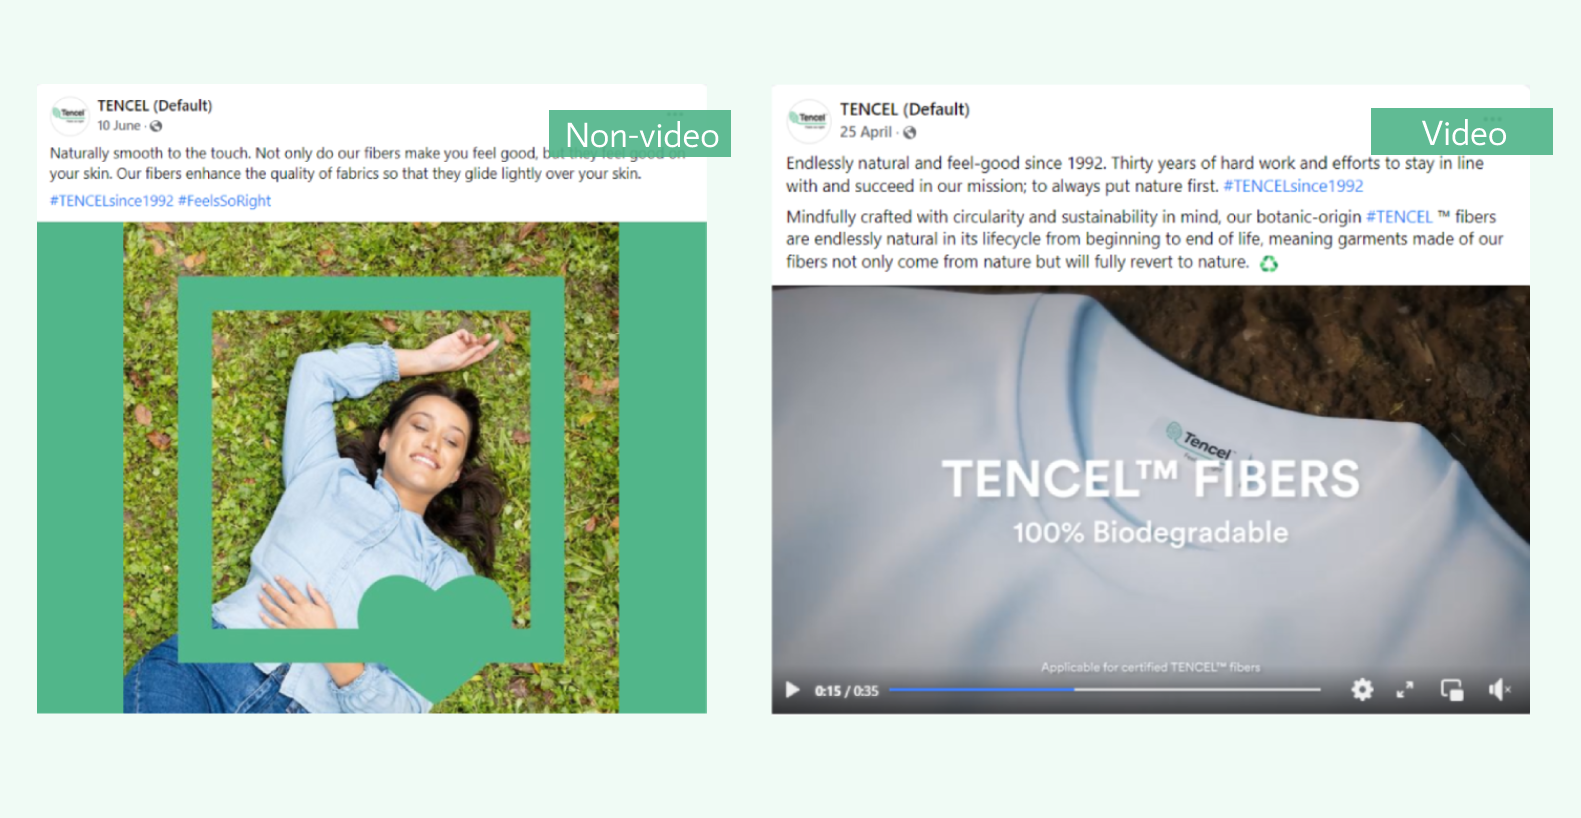 Tencel
TENCEL (Default)
10 June ·
Non-video
Naturally smooth to the touch. Not only do our fibers make you feel good, but they feel good on
your skin. Our fibers enhance the quality of fabrics so that they glide lightly over your skin.
#TENCELsince1992 #FeelsSoRight
Tencel
TENCEL (Default)
25 April ·
Video
Endlessly natural and feel-good since 1992. Thirty years of hard work and efforts to stay in line
with and succeed in our mission; to always put nature first. #TENCELsince1992
Mindfully crafted with circularity and sustainability in mind, our botanic-origin #TENCEL ™ fibers
are endlessly natural in its lifecycle from beginning to end of life, meaning garments made of our
fibers not only come from nature but will fully revert to nature.
Tencel
TENCEL™ FIBERS
100% Biodegradable
Applicable for certified TENCEL™ fibers
0:15 / 0:35